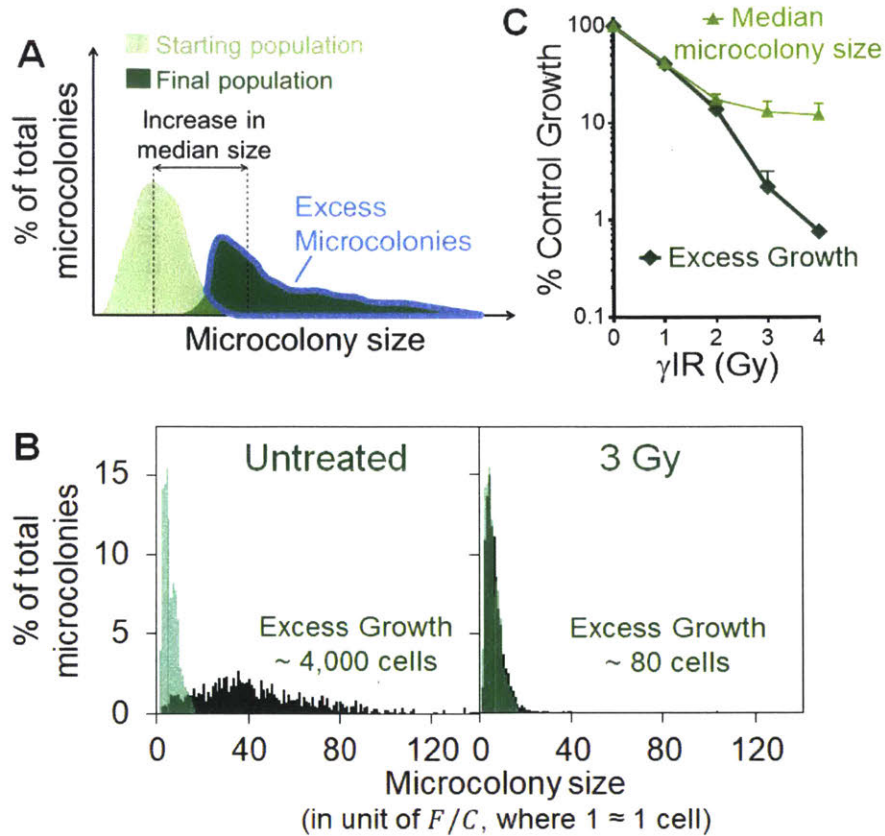 A
Starting population
Final population
Increase in
median size
% of total
microcolonies
Excess
Microcolonies
Microcolony size
C
Median
microcolony size
% Control Growth
100
10
1
0.1
Excess Growth
0 1 2 3 4
γIR (Gy)
B
Untreated
3 Gy
% of total
microcolonies
15
10
5
0
Excess Growth
~ 4,000 cells
Excess Growth
~ 80 cells
0 40 80 120 0 40 80 120
Microcolony size
(in unit of F/C, where 1 ≈ 1 cell)